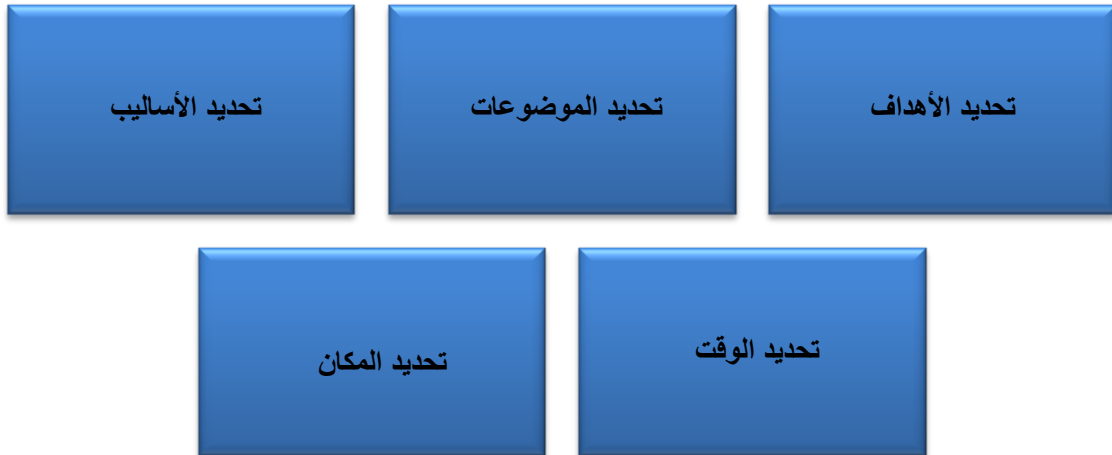 تحديد الأهداف
تحديد الموضوعات
تحديد الأساليب
تحديد الوقت
تحديد المكان